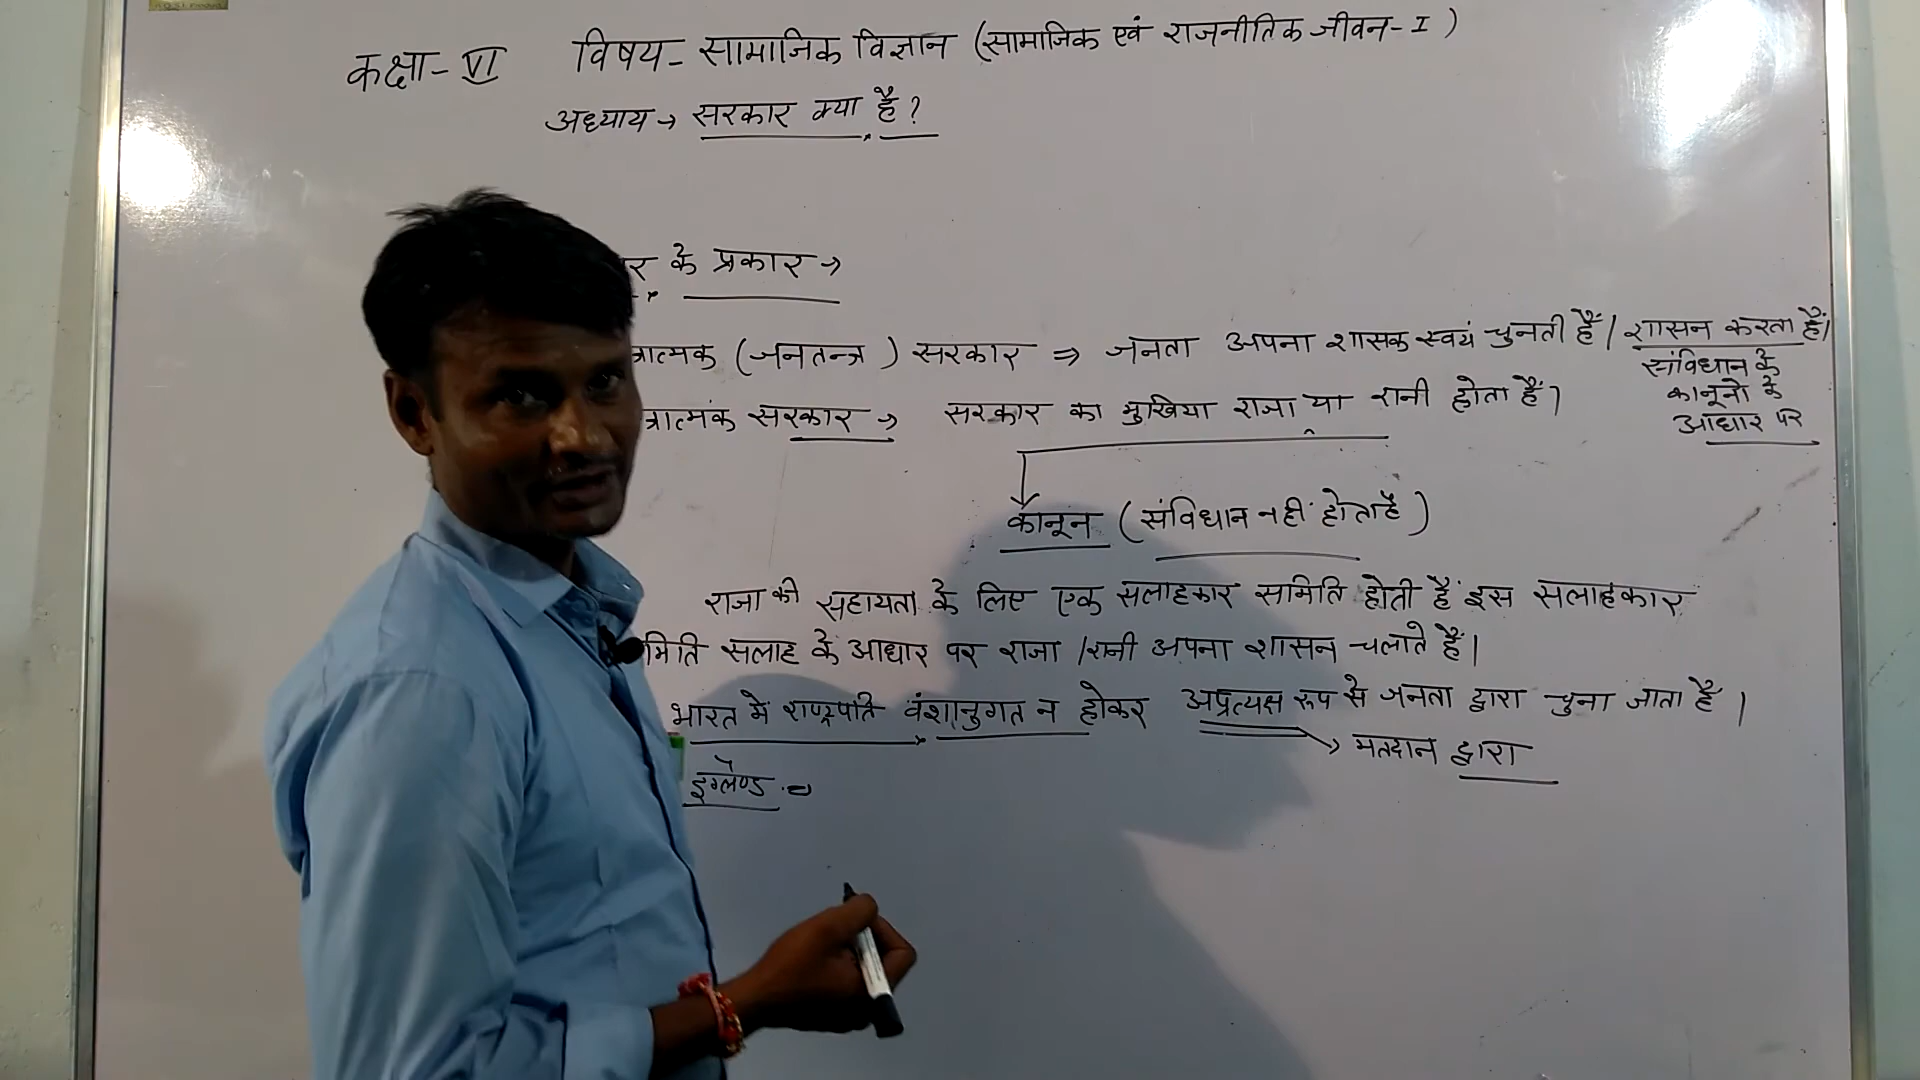 कक्षा- VI विषय- सामाजिक विज्ञान (सामाजिक एवं राजनीतिक जीवन- I )
अध्याय → सरकार क्या है ?
र के प्रकार →
त्रात्मक (जनतन्त्र ) सरकार ⇒ जनता अपना शासक स्वयं चुनती है। शासन करता है।
संविधान के
कानूनो के
आधार पर
त्रात्मंक सरकार → सरकार का मुखिया राजा या रानी होता है।
कानून ( संविधान नहीं होता है )
राजा की सहायता के लिए एक सलाहकार समिति होती है इस सलाहकार
मिति सलाह के आधार पर राजा /रानी अपना शासन चलाते है।
भारत मे राष्ट्रपति वंशानुगत न होकर अप्रत्यक्ष रूप से जनता द्वारा चुना जाता है ।
→ मतदान द्वारा
इग्लैण्ड